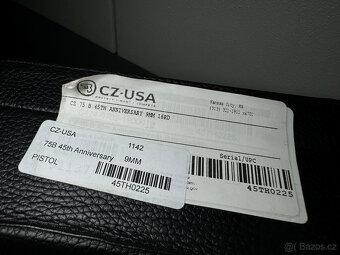 CZ-USA
Kansas City, KS
CZ 75 B 45TH ANNIVERSARY 9MM 16RD
Serial/UPC
45TH0225
CZ-USA
75B 45th Anniversary
1142
9MM
PISTOL
45TH0225
Bazos.cz